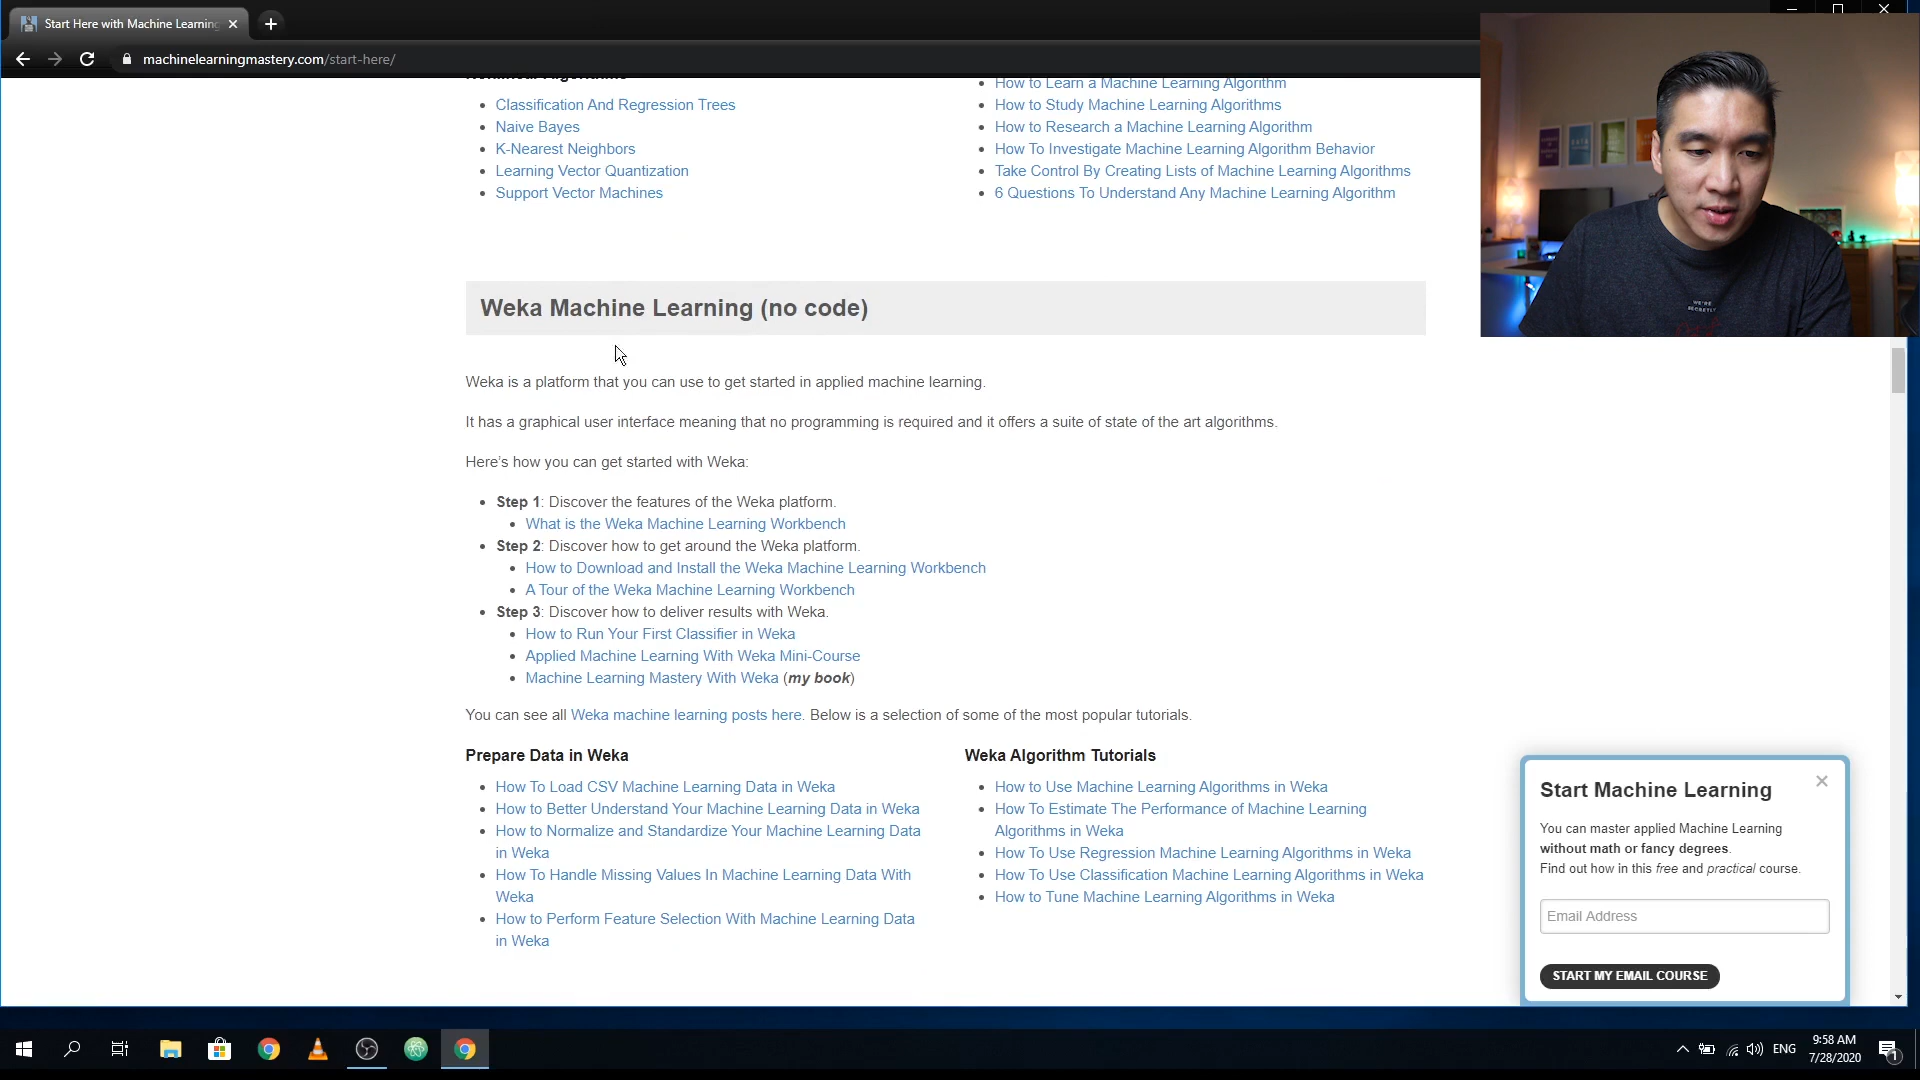 Start Here with Machine Learning
machinelearningmastery.com/start-here/
Nonlinear Algorithms
Classification And Regression Trees
Naive Bayes
K-Nearest Neighbors
Learning Vector Quantization
Support Vector Machines
How to Learn a Machine Learning Algorithm
How to Study Machine Learning Algorithms
How to Research a Machine Learning Algorithm
How To Investigate Machine Learning Algorithm Behavior
Take Control By Creating Lists of Machine Learning Algorithms
6 Questions To Understand Any Machine Learning Algorithm
WE'RE
SECRETLY
Weka Machine Learning (no code)
Weka is a platform that you can use to get started in applied machine learning.
It has a graphical user interface meaning that no programming is required and it offers a suite of state of the art algorithms.
Here's how you can get started with Weka:
Step 1: Discover the features of the Weka platform.
What is the Weka Machine Learning Workbench
Step 2: Discover how to get around the Weka platform.
How to Download and Install the Weka Machine Learning Workbench
A Tour of the Weka Machine Learning Workbench
Step 3: Discover how to deliver results with Weka.
How to Run Your First Classifier in Weka
Applied Machine Learning With Weka Mini-Course
Machine Learning Mastery With Weka (my book)
You can see all Weka machine learning posts here. Below is a selection of some of the most popular tutorials.
Prepare Data in Weka
How To Load CSV Machine Learning Data in Weka
How to Better Understand Your Machine Learning Data in Weka
How to Normalize and Standardize Your Machine Learning Data
in Weka
How To Handle Missing Values In Machine Learning Data With
Weka
How to Perform Feature Selection With Machine Learning Data
in Weka
Weka Algorithm Tutorials
How to Use Machine Learning Algorithms in Weka
How To Estimate The Performance of Machine Learning
Algorithms in Weka
How To Use Regression Machine Learning Algorithms in Weka
How To Use Classification Machine Learning Algorithms in Weka
How to Tune Machine Learning Algorithms in Weka
Start Machine Learning
You can master applied Machine Learning
without math or fancy degrees.
Find out how in this free and practical course.
Email Address
START MY EMAIL COURSE
ENG
9:58 AM
7/28/2020
1